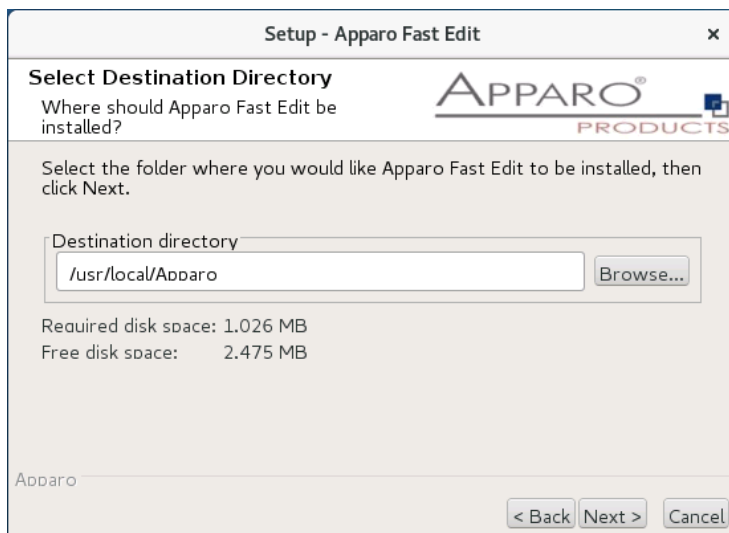 Setup - Apparo Fast Edit
×
Select Destination Directory
Where should Apparo Fast Edit be
installed?
APPARO®
PRODUCTS
Select the folder where you would like Apparo Fast Edit to be installed, then
click Next.
Destination directory
/usr/local/Apparo
Browse...
Required disk space: 1.026 MB
Free disk space: 2.475 MB
Apparo
< Back Next > Cancel